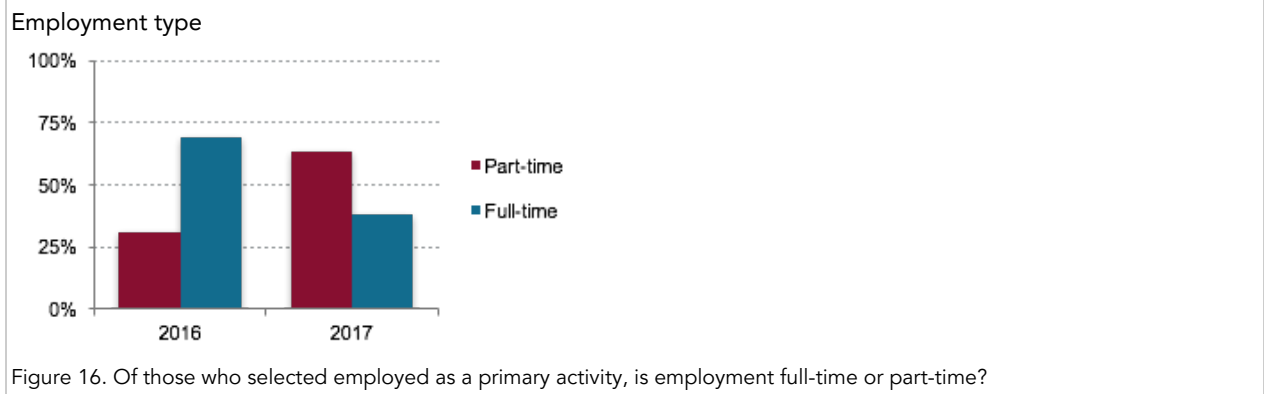 Employment type
100%
75%
50%
25%
0%
2016 2017
Part-time
Full-time
Figure 16. Of those who selected employed as a primary activity, is employment full-time or part-time?